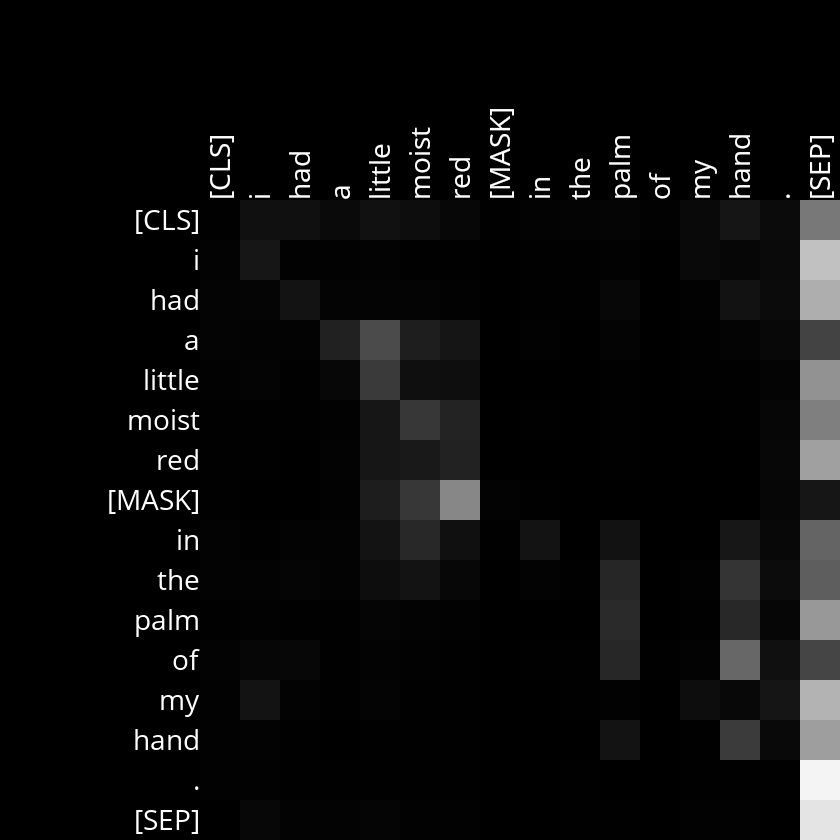 [CLS] i had a little moist red [MASK] in the palm of my hand . [SEP]
[CLS]
i
had
a
little
moist
red
[MASK]
in
the
palm
of
my
hand
.
[SEP]